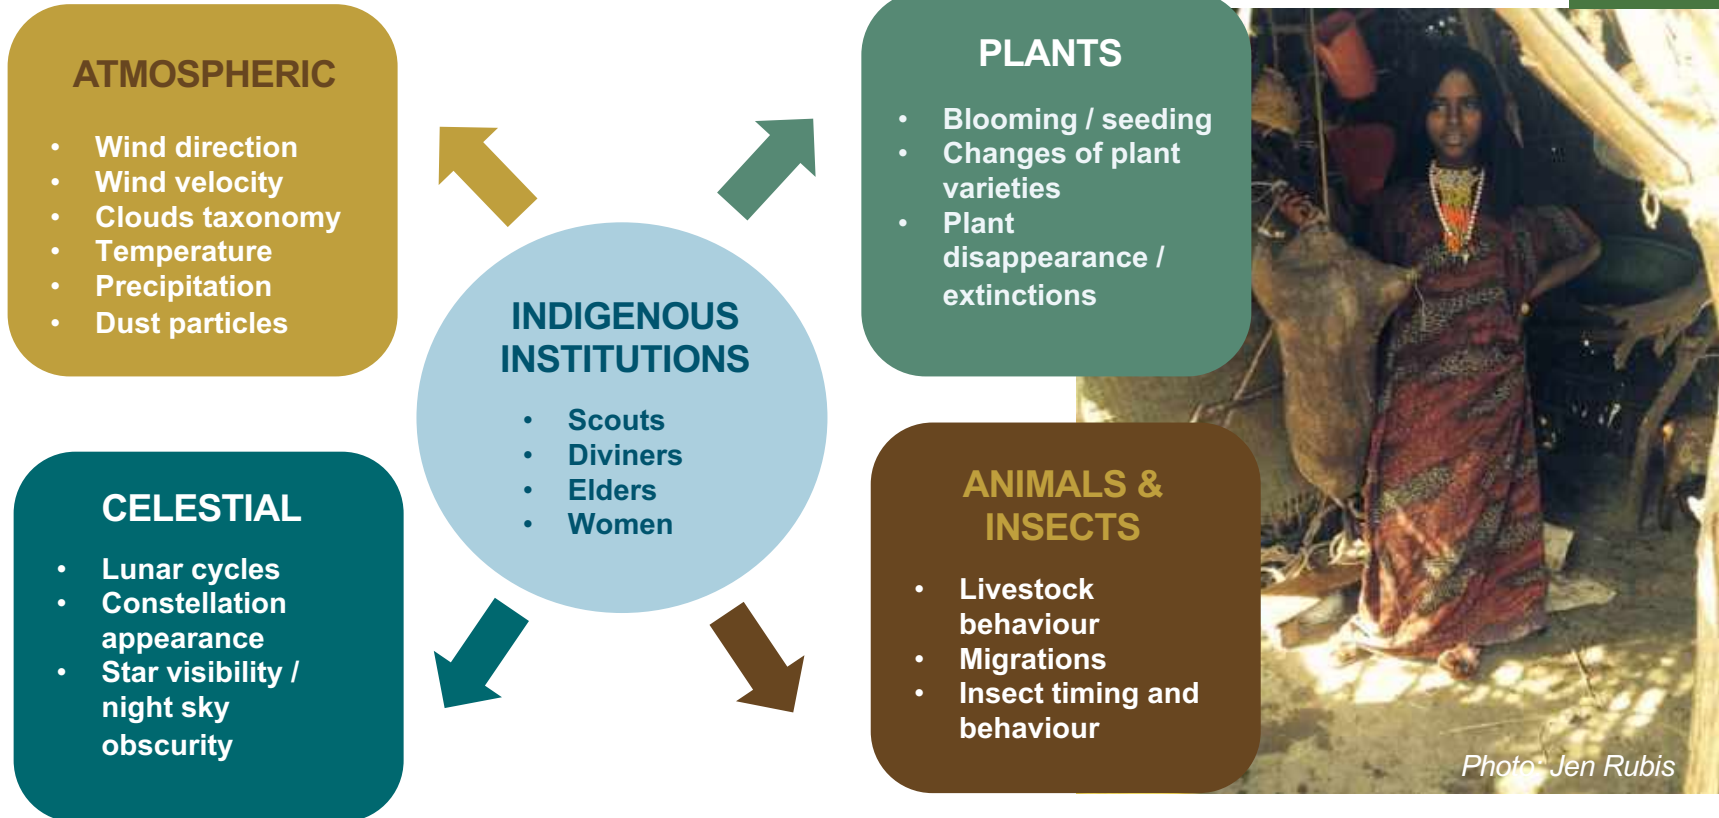 ATMOSPHERIC
• Wind direction
• Wind velocity
• Clouds taxonomy
• Temperature
• Precipitation
• Dust particles
PLANTS
• Blooming / seeding
• Changes of plant
varieties
• Plant
disappearance /
extinctions
INDIGENOUS
INSTITUTIONS
• Scouts
• Diviners
• Elders
• Women
CELESTIAL
• Lunar cycles
• Constellation
appearance
• Star visibility /
night sky
obscurity
ANIMALS &
INSECTS
• Livestock
behaviour
• Migrations
• Insect timing and
behaviour
Photo: Jen Rubis